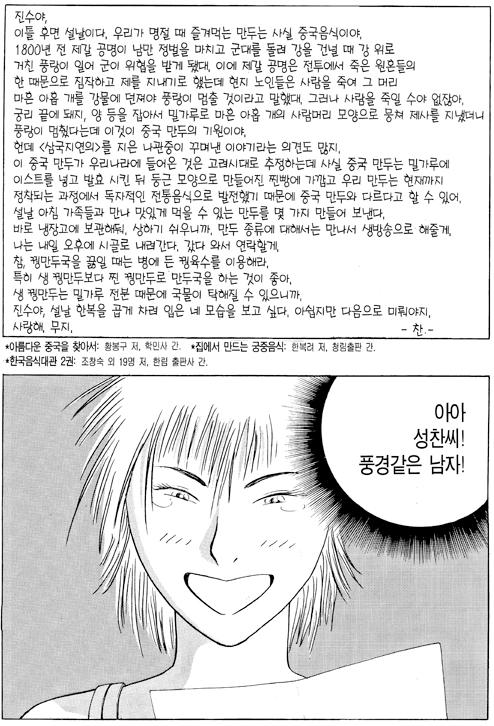 진수야,
이틀 후면 설날이다. 우리가 명절 때 즐겨먹는 만두는 사실 중국음식이야,
1800년 전 제갈 공명이 남만 정벌을 마치고 군대를 돌려 강을 건널 때 강 위로
거친 풍랑이 일어 군이 위협을 받게 됐대, 이에 제갈 공명은 전투에서 죽은 원혼들의
한 때문으로 짐작하고 제를 지내기로 했는데 현지 노인들은 사람을 죽여 그 머리
마흔 아홉 개를 강물에 던져야 풍랑이 멈출 것이라고 말했대, 그러나 사람을 죽일 수야 없잖아,
궁리 끝에 돼지, 양 등을 잡아서 밀가루로 마흔 아홉 개의 사람머리 모양으로 뭉쳐 제사를 지냈더니
풍랑이 멈췄다는데 이것이 중국 만두의 기원이야,
헌데 <삼국지연의>를 지은 나관중이 꾸며낸 이야기라는 의견도 많지,
이 중국 만두가 우리나라에 들어온 것은 고려시대로 추정하는데 사실 중국 만두는 밀가루에
이스트를 넣고 발효 시킨 뒤 둥근 모양으로 만들어진 찐빵에 가깝고 우리 만두는 현재까지
정착되는 과정에서 독자적인 전통음식으로 발전했기 때문에 중국 만두와 다르다고 할 수 있어,
설날 아침 가족들과 만나 맛있게 먹을 수 있는 만두를 몇 가지 만들어 보낸다,
바로 냉장고에 보관해둬, 상하기 쉬우니까, 만두 종류에 대해서는 만나서 생방송으로 해줄게,
나는 내일 오후에 시골로 내려간다, 갔다 와서 연락할게,
참, 꿩만두국을 끓일 때는 병에 든 꿩육수를 이용해라,
특히 생 꿩만두보다 찐 꿩만두로 만두국을 하는 것이 좋아,
생 꿩만두는 밀가루 전분 때문에 국물이 탁해질 수 있으니까,
진수야, 설날 한복을 곱게 차려 입은 네 모습을 보고 싶다, 아쉽지만 다음으로 미뤄야지,
사랑해, 무지,
- 찬.-
*아름다운 중국을 찾아서: 황봉구 저, 학민사 간. *집에서 만드는 궁중음식: 한복려 저, 청림출판 간.
*한국음식대관 2권: 조창숙 외 19명 저, 한림 출판사 간.
아아
성찬씨!
풍경같은 남자!